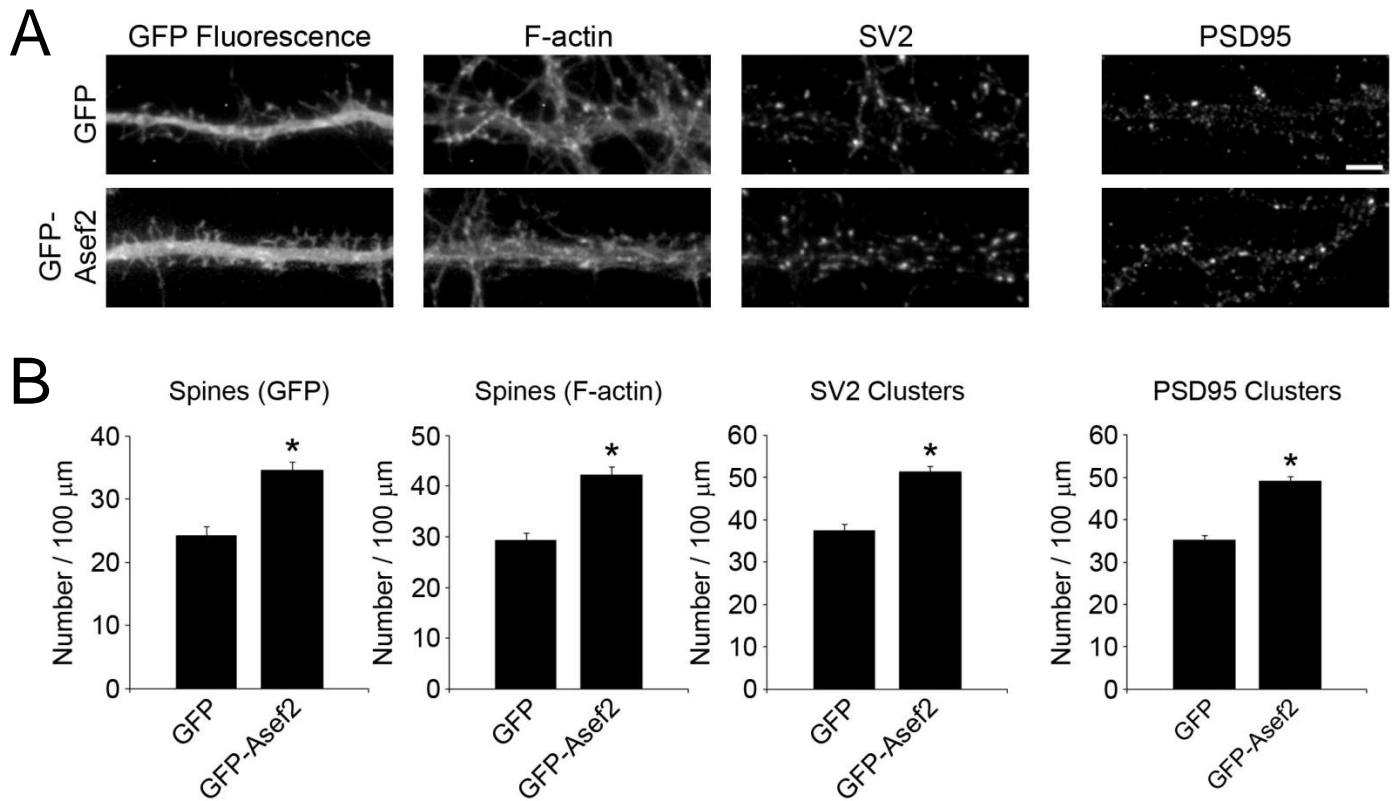 A
GFP Fluorescence
F-actin
SV2
PSD95
GFP
GFP-
Asef2
B
Spines (GFP)
Number / 100 μm
40
30
20
10
0
GFP
GFP-Asef2
*
Spines (F-actin)
Number / 100 μm
50
40
30
20
10
0
GFP
GFP-Asef2
*
SV2 Clusters
Number / 100 μm
60
50
40
30
20
10
0
GFP
GFP-Asef2
*
PSD95 Clusters
Number / 100 μm
60
50
40
30
20
10
0
GFP
GFP-Asef2
*